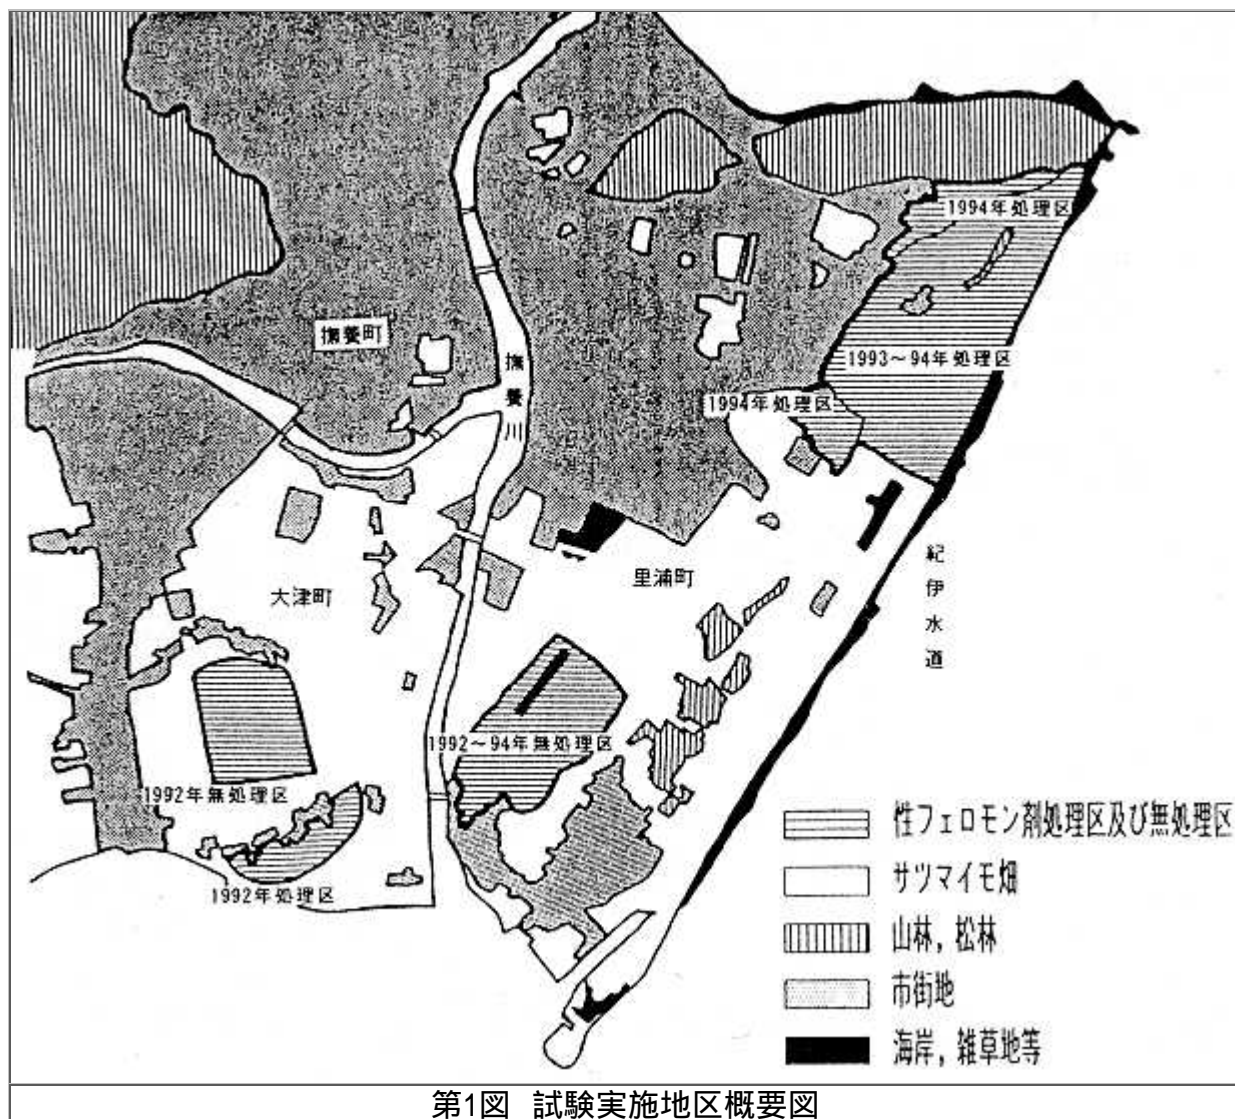 1994年処理区
撫養町
撫養川
1993～94年処理区
1994年処理区
紀伊水道
里浦町
大津町
1992～94年無処理区
1992年無処理区
1992年処理区
性フェロモン剤処理区及び無処理区
サツマイモ畑
山林，松林
市街地
海岸，雑草地等
第1図 試験実施地区概要図